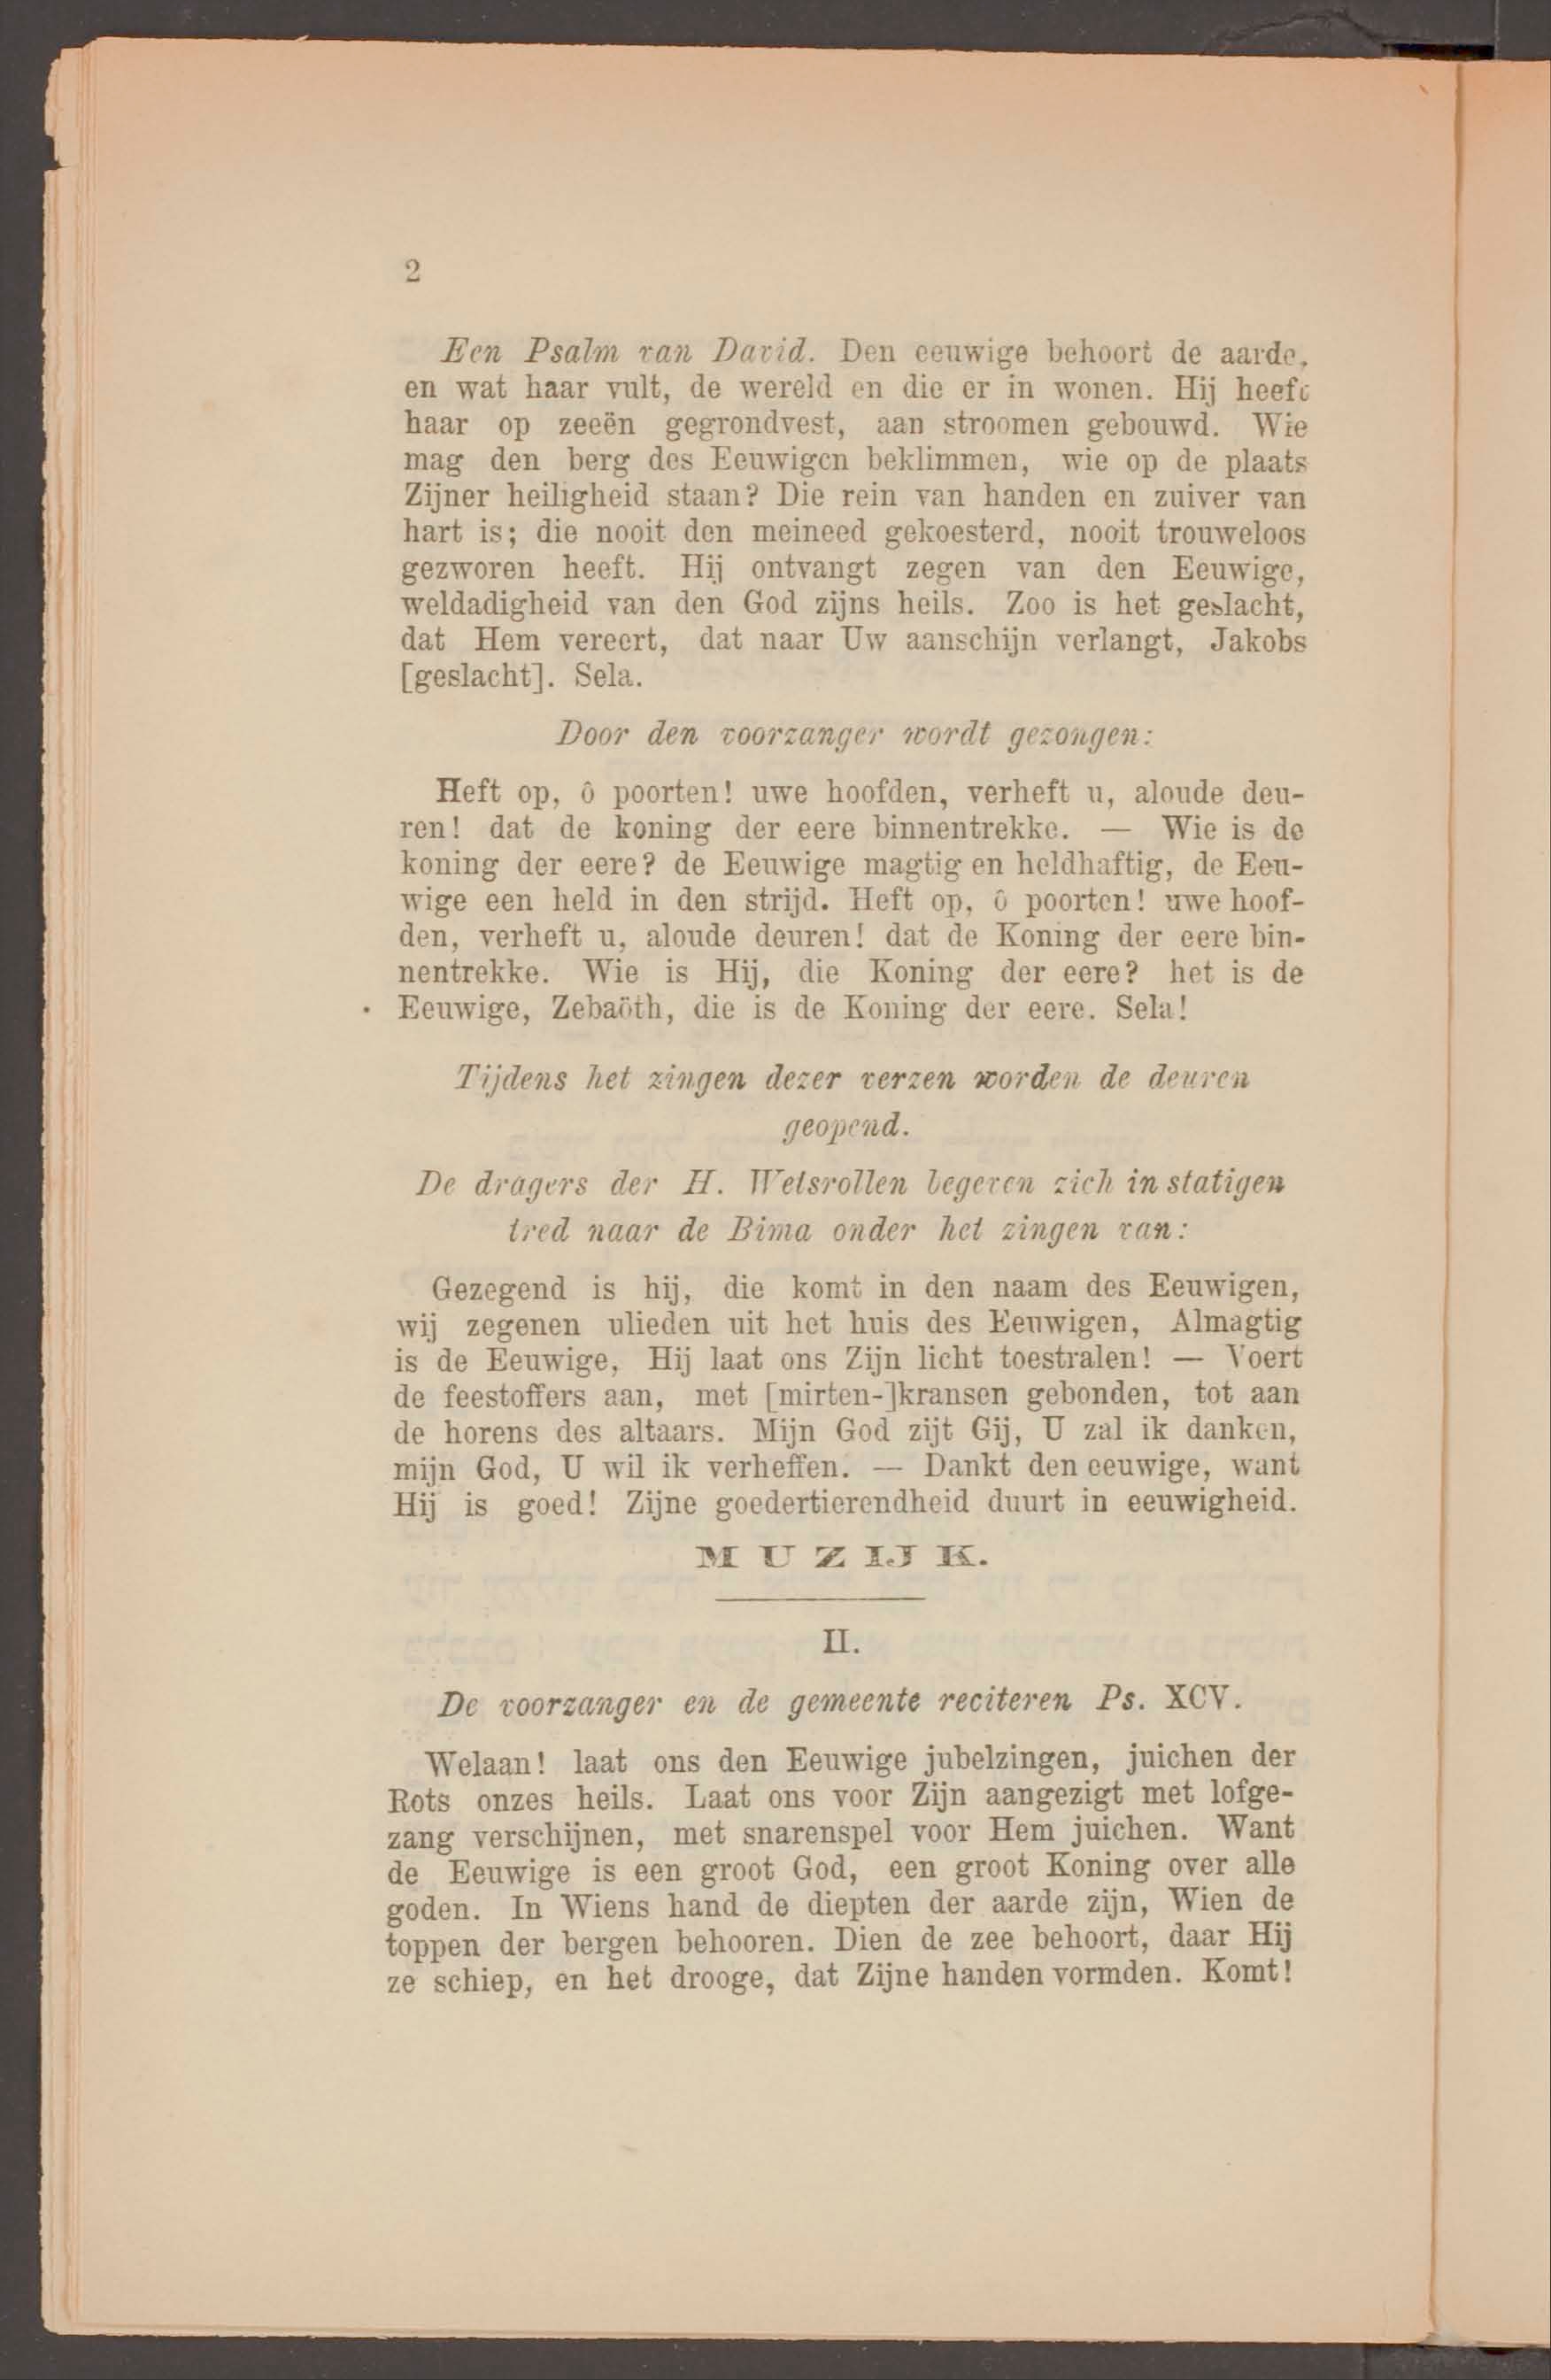 2
Een Psalm van David. Den eeuwige behoort de aarde,
en wat haar vult, de wereld en die er in wonen. Hij heeft
haar op zeeën gegrondvest, aan stroomen gebouwd. Wie
mag den berg des Eeuwigen beklimmen, wie op de plaats
Zijner heiligheid staan? Die rein van handen en zuiver van
hart is; die nooit den meineed gekoesterd, nooit trouweloos
gezworen heeft. Hij ontvangt zegen van den Eeuwige,
weldadigheid van den God zijns heils. Zoo is het geslacht,
dat Hem vereert, dat naar Uw aanschijn verlangt, Jakobs
[geslacht]. Sela.
Door den voorzanger wordt gezongen:
Heft op, ô poorten! uwe hoofden, verheft u, aloude deu-
ren! dat de koning der eere binnentrekke. — Wie is de
koning der eere? de Eeuwige magtig en heldhaftig, de Eeu-
wige een held in den strijd. Heft op, ô poorten! uwe hoof-
den, verheft u, aloude deuren! dat de Koning der eere bin-
nentrekke. Wie is Hij, die Koning der eere? het is de
Eeuwige, Zebaöth, die is de Koning der eere. Sela!
Tijdens het zingen dezer verzen worden de deuren
geopend.
De dragers der H. Wetsrollen begeven zich in statigen
tred naar de Bima onder het zingen van:
Gezegend is hij, die komt in den naam des Eeuwigen,
wij zegenen ulieden uit het huis des Eeuwigen, Almagtig
is de Eeuwige, Hij laat ons Zijn licht toestralen! — Voert
de feestoffers aan, met [mirten-]kransen gebonden, tot aan
de horens des altaars. Mijn God zijt Gij, U zal ik danken,
mijn God, U wil ik verheffen. — Dankt den eeuwige, want
Hij is goed! Zijne goedertierendheid duurt in eeuwigheid.
MUZIJK.
II.
De voorzanger en de gemeente reciteren Ps. XCV.
Welaan! laat ons den Eeuwige jubelzingen, juichen der
Rots onzes heils. Laat ons voor Zijn aangezigt met lofge-
zang verschijnen, met snarenspel voor Hem juichen. Want
de Eeuwige is een groot God, een groot Koning over alle
goden. In Wiens hand de diepten der aarde zijn, Wien de
toppen der bergen behooren. Dien de zee behoort, daar Hij
ze schiep, en het drooge, dat Zijne handen vormden. Komt!